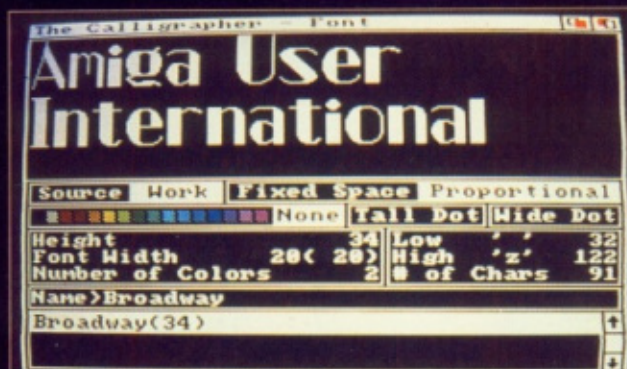 The Calligrapher - Font
Amiga User
International
Source Work Fixed Space Proportional
None Tall Dot Wide Dot
Height 34 Low ' ' 32
Font Width 20( 20) High 'z' 122
Number of Colors 2 # of Chars 91
Name>Broadway
Broadway(34)